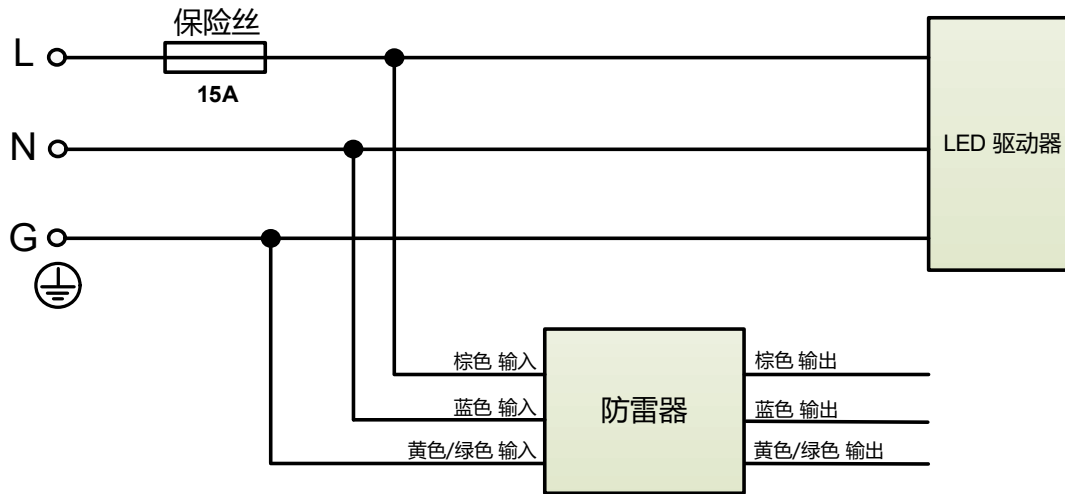 保险丝
L
15A
N
LED 驱动器
G
棕色 输入
棕色 输出
蓝色 输入
防雷器
蓝色 输出
黄色/绿色 输入
黄色/绿色 输出